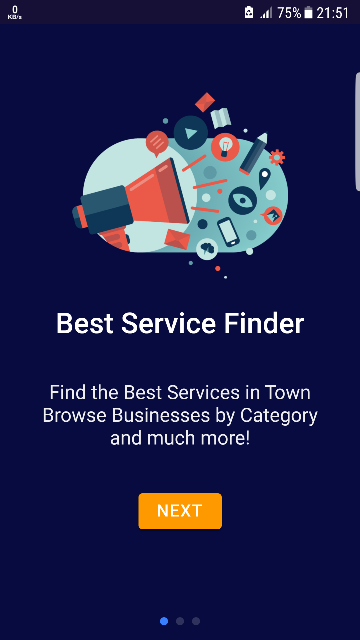 0
KB/s
75%
21:51
Best Service Finder
Find the Best Services in Town
Browse Businesses by Category
and much more!
NEXT